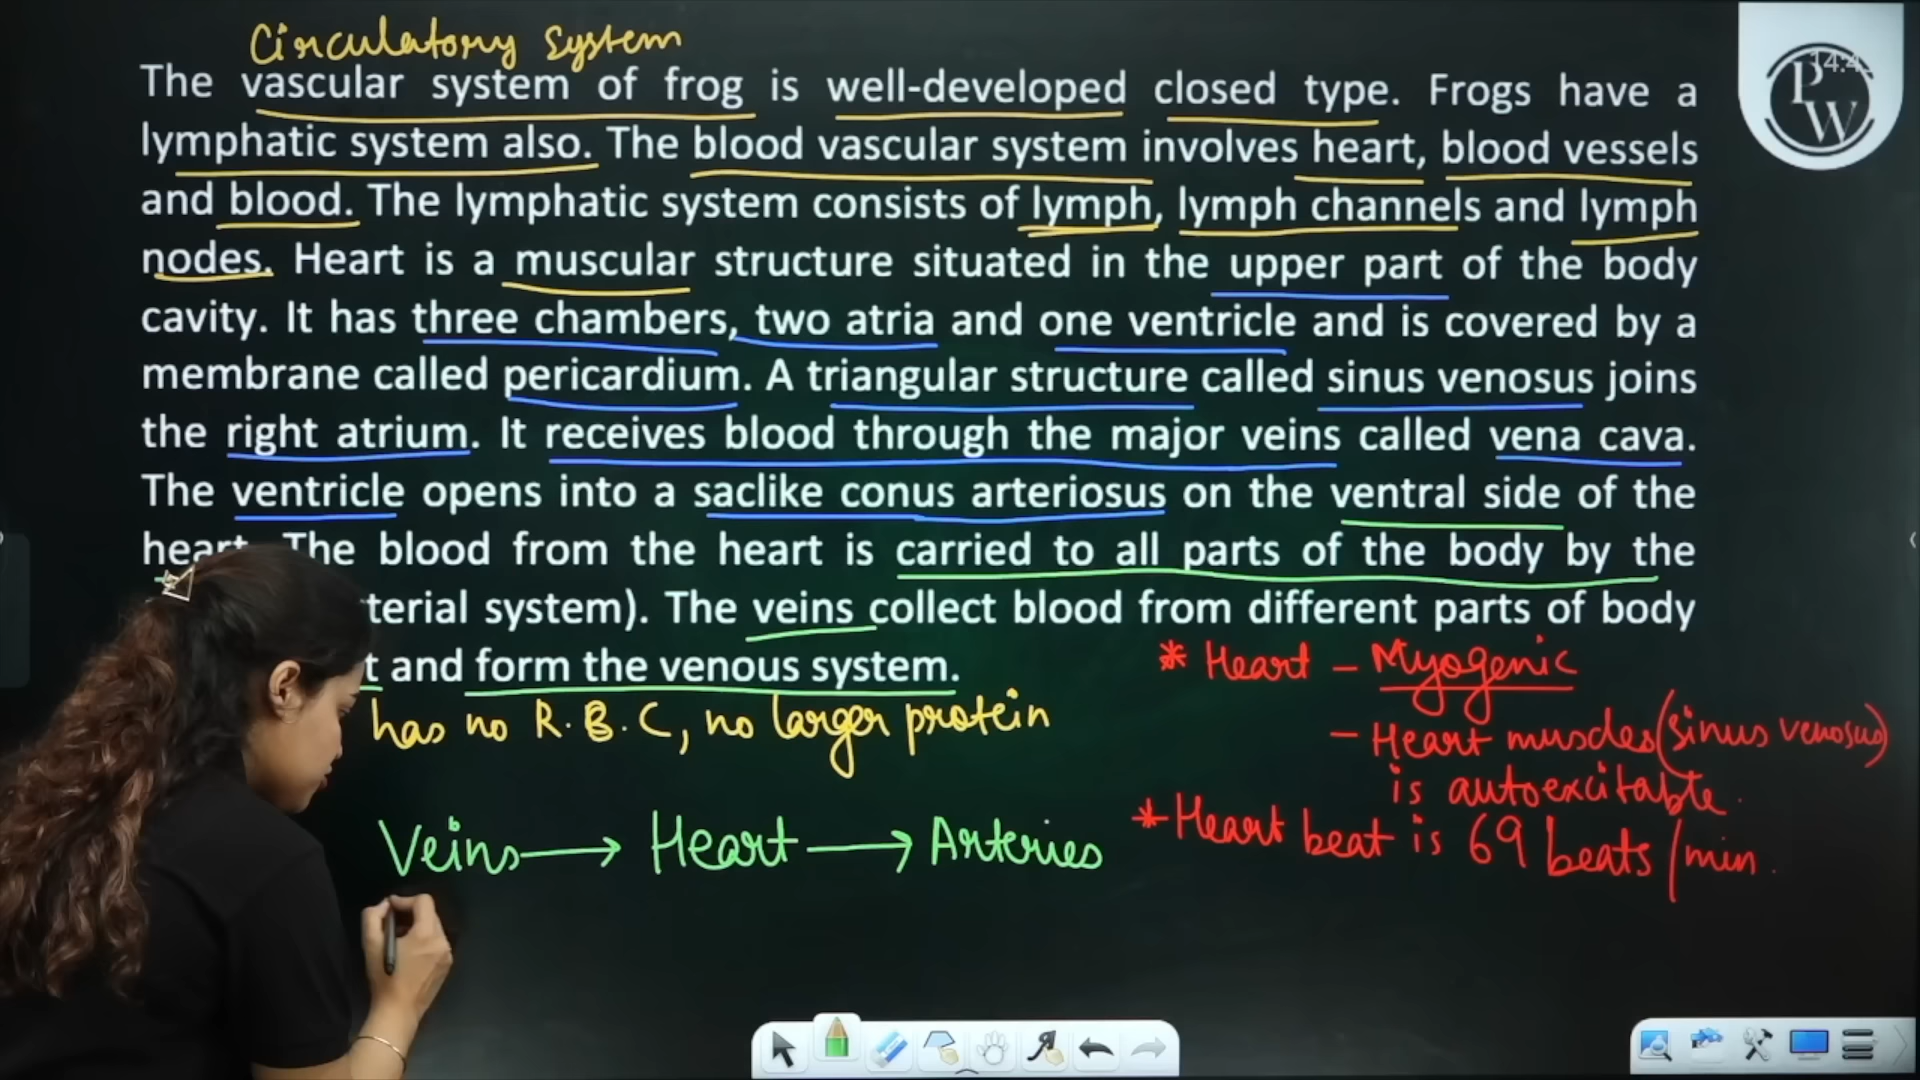 Circulatory System
The vascular system of frog is well-developed closed type. Frogs have a
lymphatic system also. The blood vascular system involves heart, blood vessels
and blood. The lymphatic system consists of lymph, lymph channels and lymph
nodes. Heart is a muscular structure situated in the upper part of the body
cavity. It has three chambers, two atria and one ventricle and is covered by a
membrane called pericardium. A triangular structure called sinus venosus joins
the right atrium. It receives blood through the major veins called vena cava.
The ventricle opens into a saclike conus arteriosus on the ventral side of the
heart. The blood from the heart is carried to all parts of the body by the
terial system). The veins collect blood from different parts of body
t and form the venous system.
has no R.B.C, no larger protein
Veins → Heart → Arteries
* Heart - Myogenic
- Heart muscles (sinus venosus)
is autoexcitable.
* Heart beat is 69 beats/min.
PW